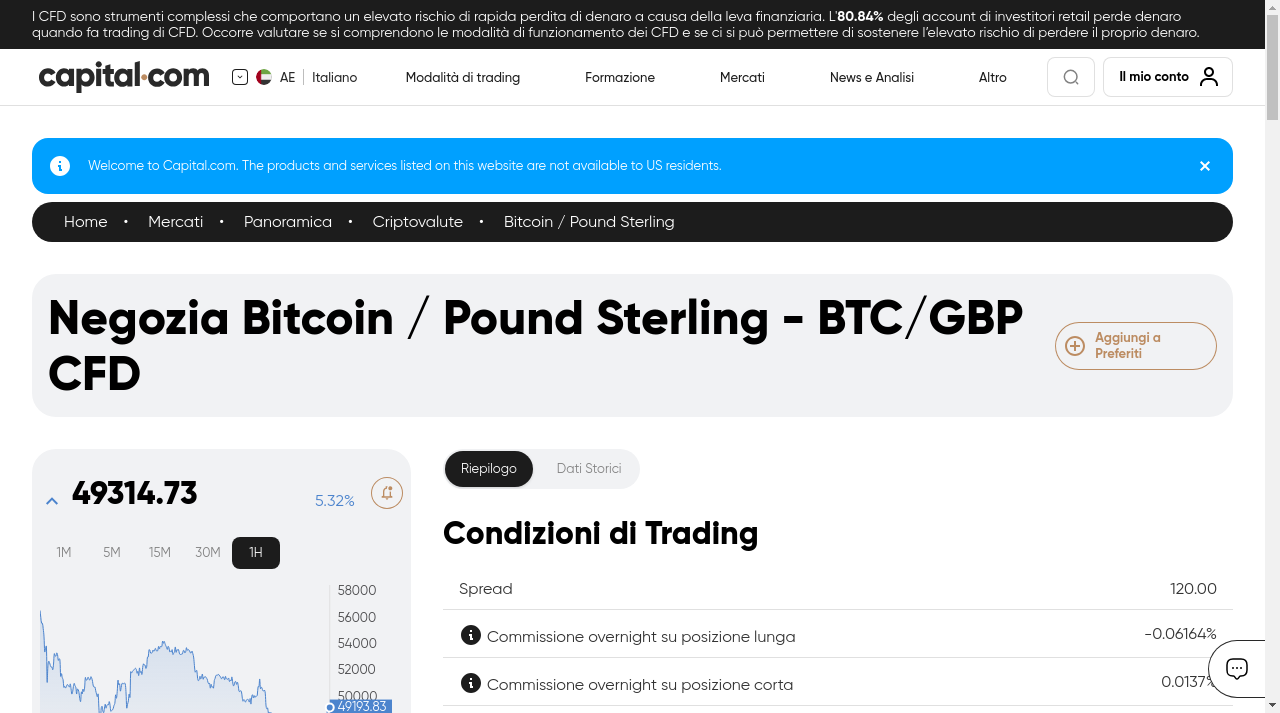 I CFD sono strumenti complessi che comportano un elevato rischio di rapida perdita di denaro a causa della leva finanziaria. L'80.84% degli account di investitori retail perde denaro
quando fa trading di CFD. Occorre valutare se si comprendono le modalità di funzionamento dei CFD e se ci si può permettere di sostenere l’elevato rischio di perdere il proprio denaro.
capital.com AE Italiano Modalità di trading Formazione Mercati News e Analisi Altro Il mio conto
Welcome to Capital.com. The products and services listed on this website are not available to US residents.
Home • Mercati • Panoramica • Criptovalute • Bitcoin / Pound Sterling
Negozia Bitcoin / Pound Sterling - BTC/GBP
CFD
Aggiungi a
Preferiti
49314.73 5.32%
1M 5M 15M 30M 1H
58000
56000
54000
52000
50000
49193.83
Riepilogo Dati Storici
Condizioni di Trading
Spread 120.00
Commissione overnight su posizione lunga -0.06164%
Commissione overnight su posizione corta 0.0137%